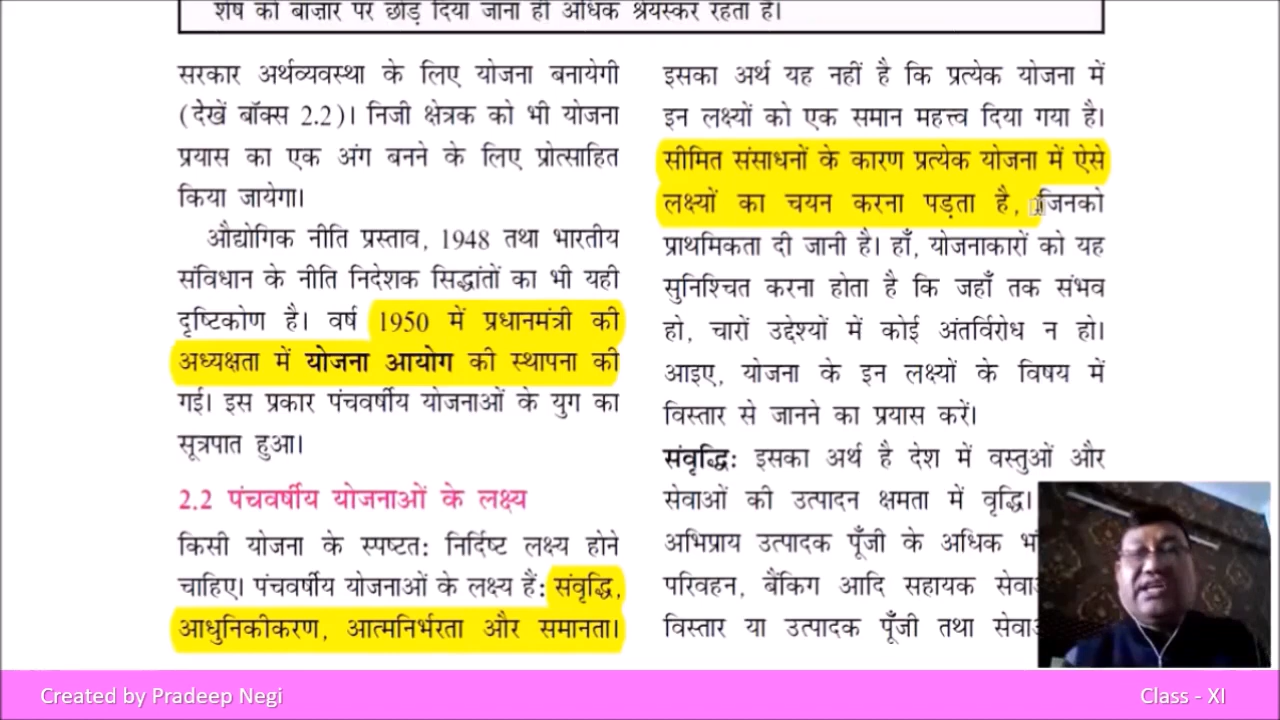 शेष को बाज़ार पर छोड़ दिया जाना ही अधिक श्रेयस्कर रहता है।
सरकार अर्थव्यवस्था के लिए योजना बनायेगी
(देखें बॉक्स 2.2)। निजी क्षेत्रक को भी योजना
प्रयास का एक अंग बनने के लिए प्रोत्साहित
किया जायेगा।
औद्योगिक नीति प्रस्ताव, 1948 तथा भारतीय
संविधान के नीति निदेशक सिद्धांतों का भी यही
दृष्टिकोण है। वर्ष 1950 में प्रधानमंत्री की
अध्यक्षता में योजना आयोग की स्थापना की
गई। इस प्रकार पंचवर्षीय योजनाओं के युग का
सूत्रपात हुआ।
2.2 पंचवर्षीय योजनाओं के लक्ष्य
किसी योजना के स्पष्टत: निर्दिष्ट लक्ष्य होने
चाहिए। पंचवर्षीय योजनाओं के लक्ष्य हैं: संवृद्धि,
आधुनिकीकरण, आत्मनिर्भरता और समानता।
इसका अर्थ यह नहीं है कि प्रत्येक योजना में
इन लक्ष्यों को एक समान महत्त्व दिया गया है।
सीमित संसाधनों के कारण प्रत्येक योजना में ऐसे
लक्ष्यों का चयन करना पड़ता है, जिनको
प्राथमिकता दी जानी है। हाँ, योजनाकारों को यह
सुनिश्चित करना होता है कि जहाँ तक संभव
हो, चारों उद्देश्यों में कोई अंतर्विरोध न हो।
आइए, योजना के इन लक्ष्यों के विषय में
विस्तार से जानने का प्रयास करें।
संवृद्धि: इसका अर्थ है देश में वस्तुओं और
सेवाओं की उत्पादन क्षमता में वृद्धि।
अभिप्राय उत्पादक पूँजी के अधिक
परिवहन, बैंकिग आदि सहायक
विस्तार या उत्पादक पूँजी तथा
Created by Pradeep Negi
Class - XI